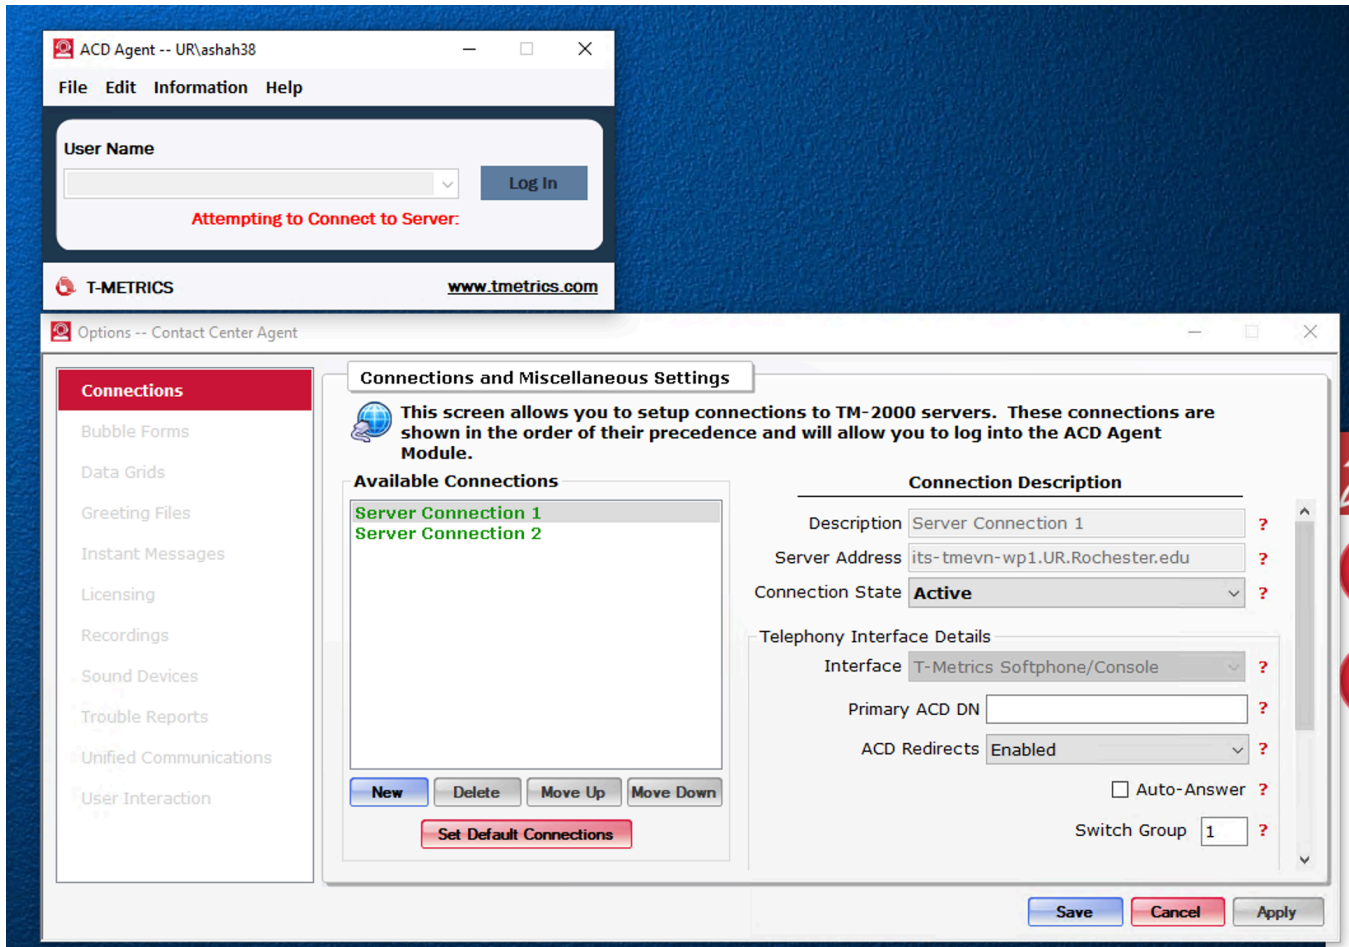 ACD Agent -- UR\ashah38
File Edit Information Help
User Name
Log In
Attempting to Connect to Server:
T-METRICS
www.tmetrics.com
Options -- Contact Center Agent
Connections
Bubble Forms
Data Grids
Greeting Files
Instant Messages
Licensing
Recordings
Sound Devices
Trouble Reports
Unified Communications
User Interaction
Connections and Miscellaneous Settings
This screen allows you to setup connections to TM-2000 servers. These connections are
shown in the order of their precedence and will allow you to log into the ACD Agent
Module.
Available Connections
Server Connection 1
Server Connection 2
New Delete Move Up Move Down
Set Default Connections
Connection Description
Description Server Connection 1 ?
Server Address its-tmevn-wp1.UR.Rochester.edu ?
Connection State Active ?
Telephony Interface Details
Interface T-Metrics Softphone/Console ?
Primary ACD DN ?
ACD Redirects Enabled ?
Auto-Answer ?
Switch Group 1 ?
Save Cancel Apply